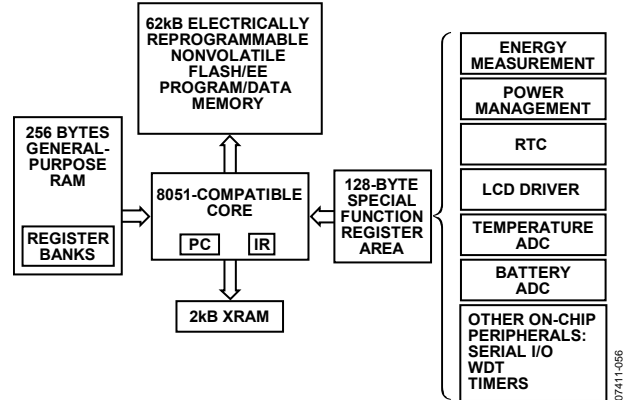 62kB ELECTRICALLY
REPROGRAMMABLE
NONVOLATILE
FLASH/EE
PROGRAM/DATA
MEMORY
256 BYTES
GENERAL-
PURPOSE
RAM
REGISTER
BANKS
8051-COMPATIBLE
CORE
PC
IR
2kB XRAM
128-BYTE
SPECIAL
FUNCTION
REGISTER
AREA
ENERGY
MEASUREMENT
POWER
MANAGEMENT
RTC
LCD DRIVER
TEMPERATURE
ADC
BATTERY
ADC
OTHER ON-CHIP
PERIPHERALS:
SERIAL I/O
WDT
TIMERS
07411-056